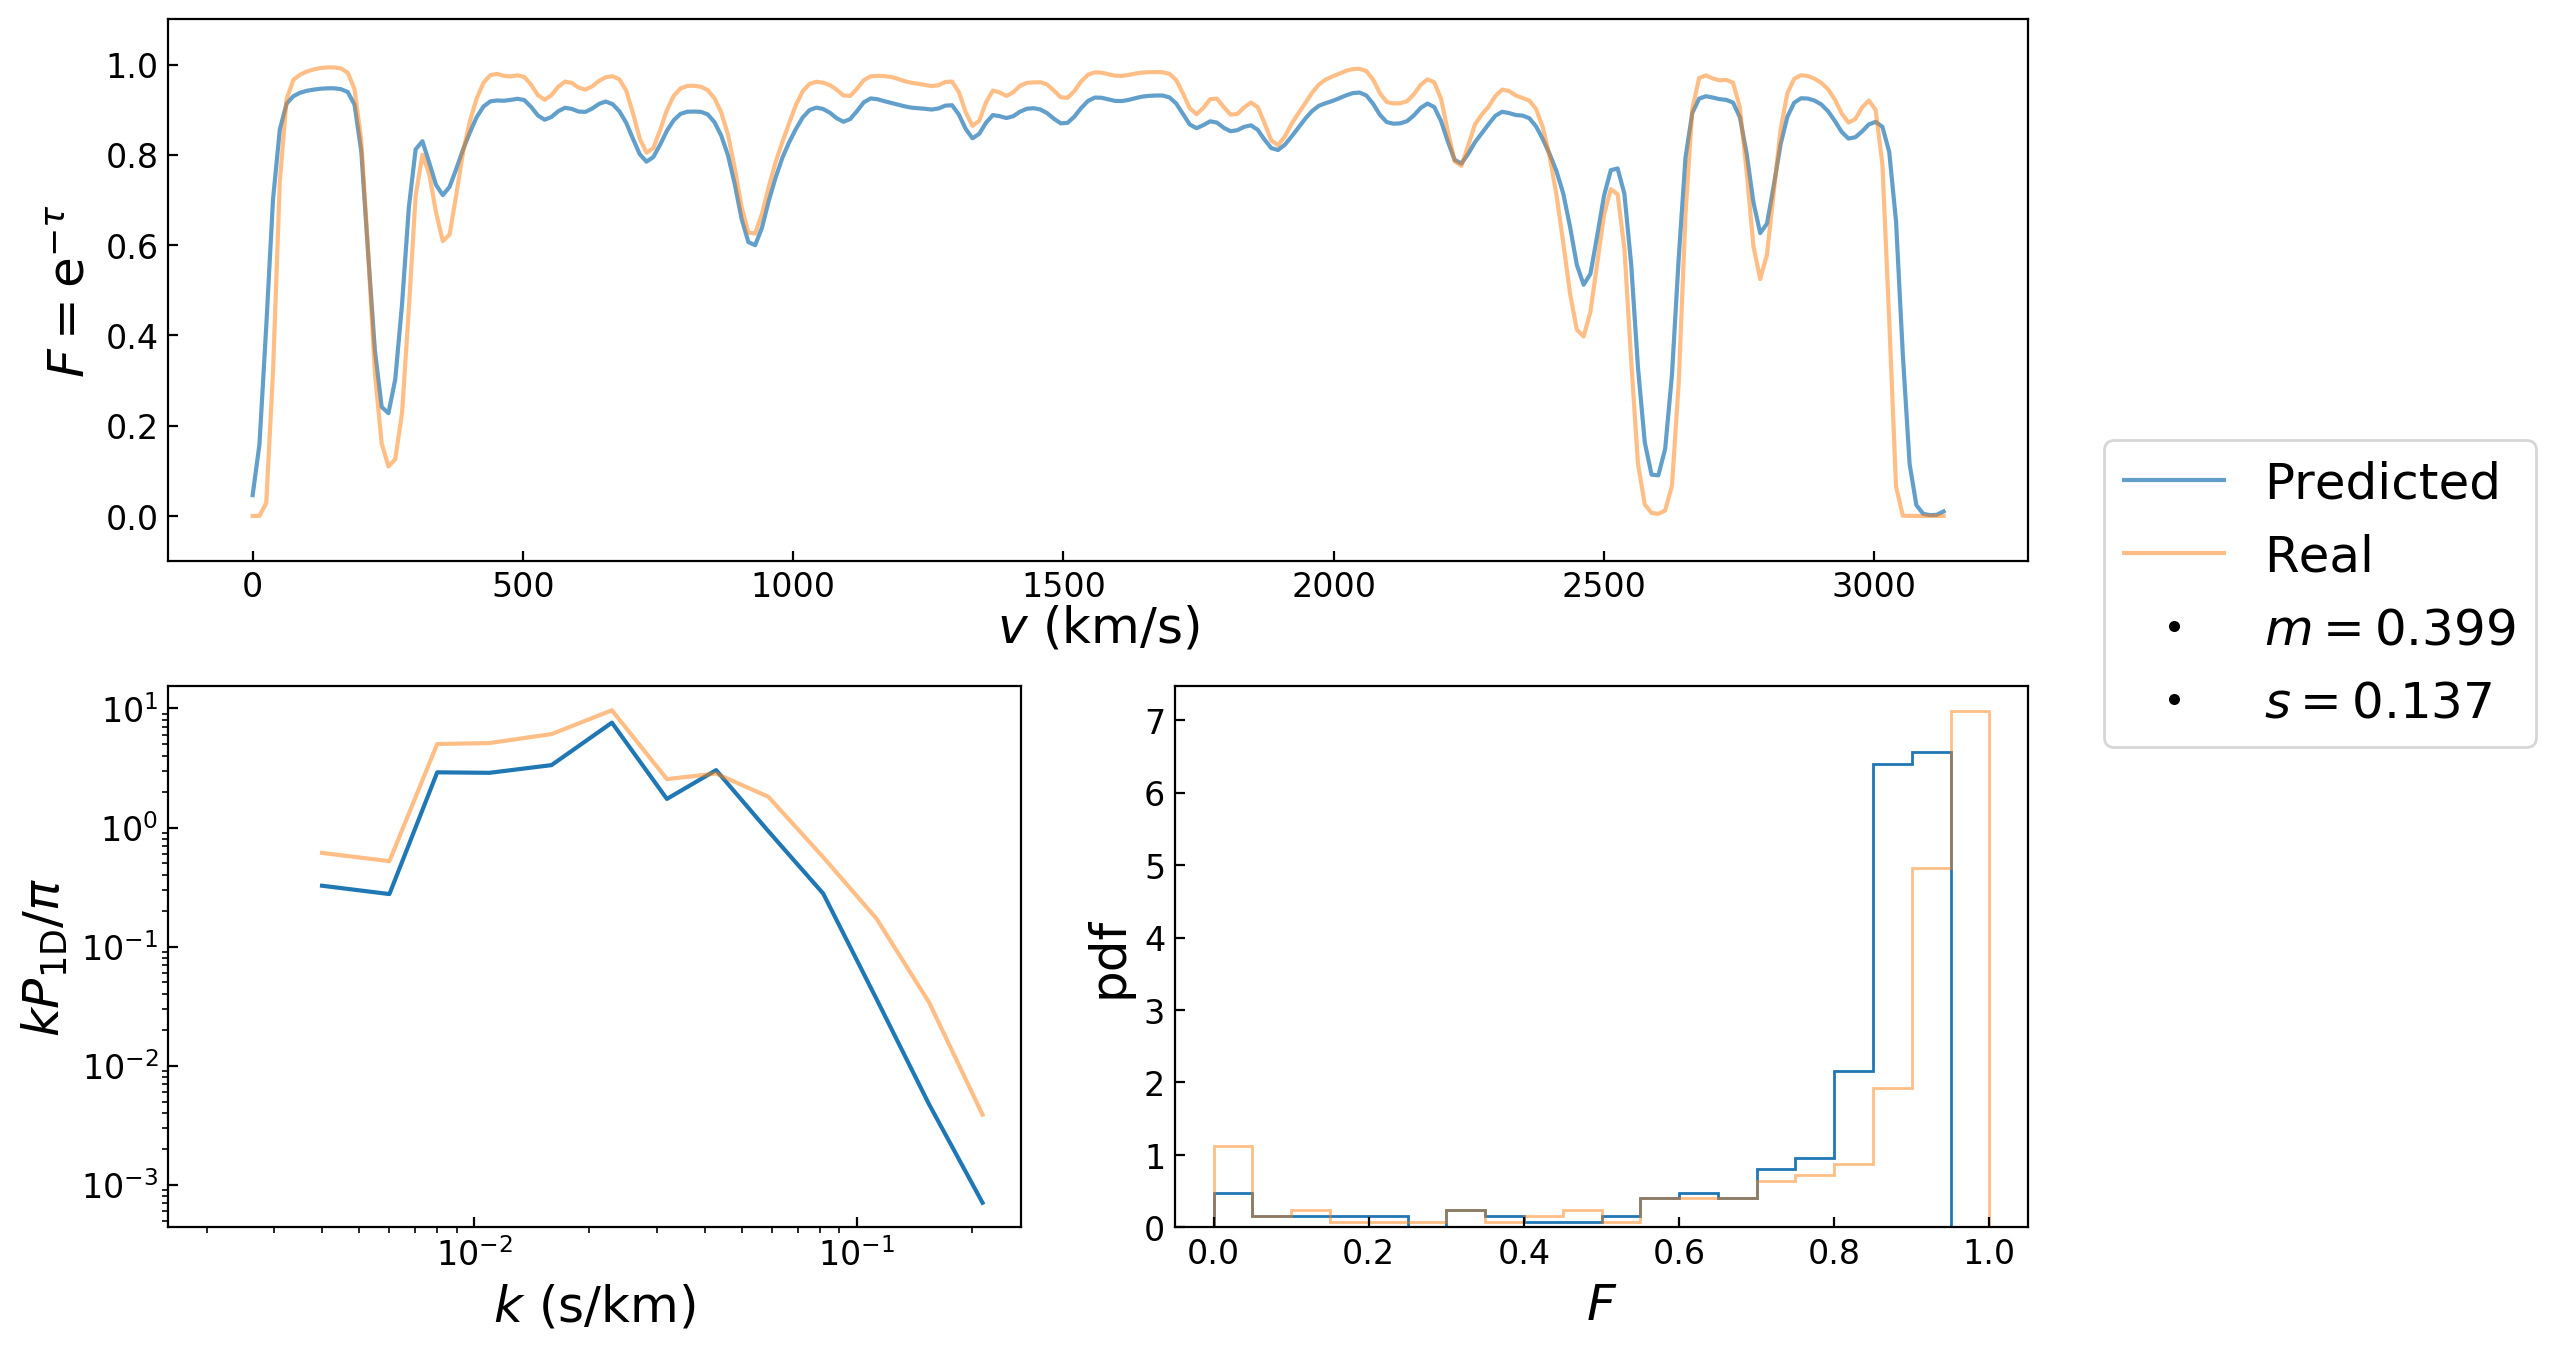 F = e^{-τ}
1.0
0.8
0.6
0.4
0.2
0.0
0 500 1000 1500 2000 2500 3000
v (km/s)
Predicted
Real
m = 0.399
s = 0.137
kP_{1D}/π
10^1
10^0
10^{-1}
10^{-2}
10^{-3}
10^{-2} 10^{-1}
k (s/km)
pdf
7
6
5
4
3
2
1
0
0.0 0.2 0.4 0.6 0.8 1.0
F